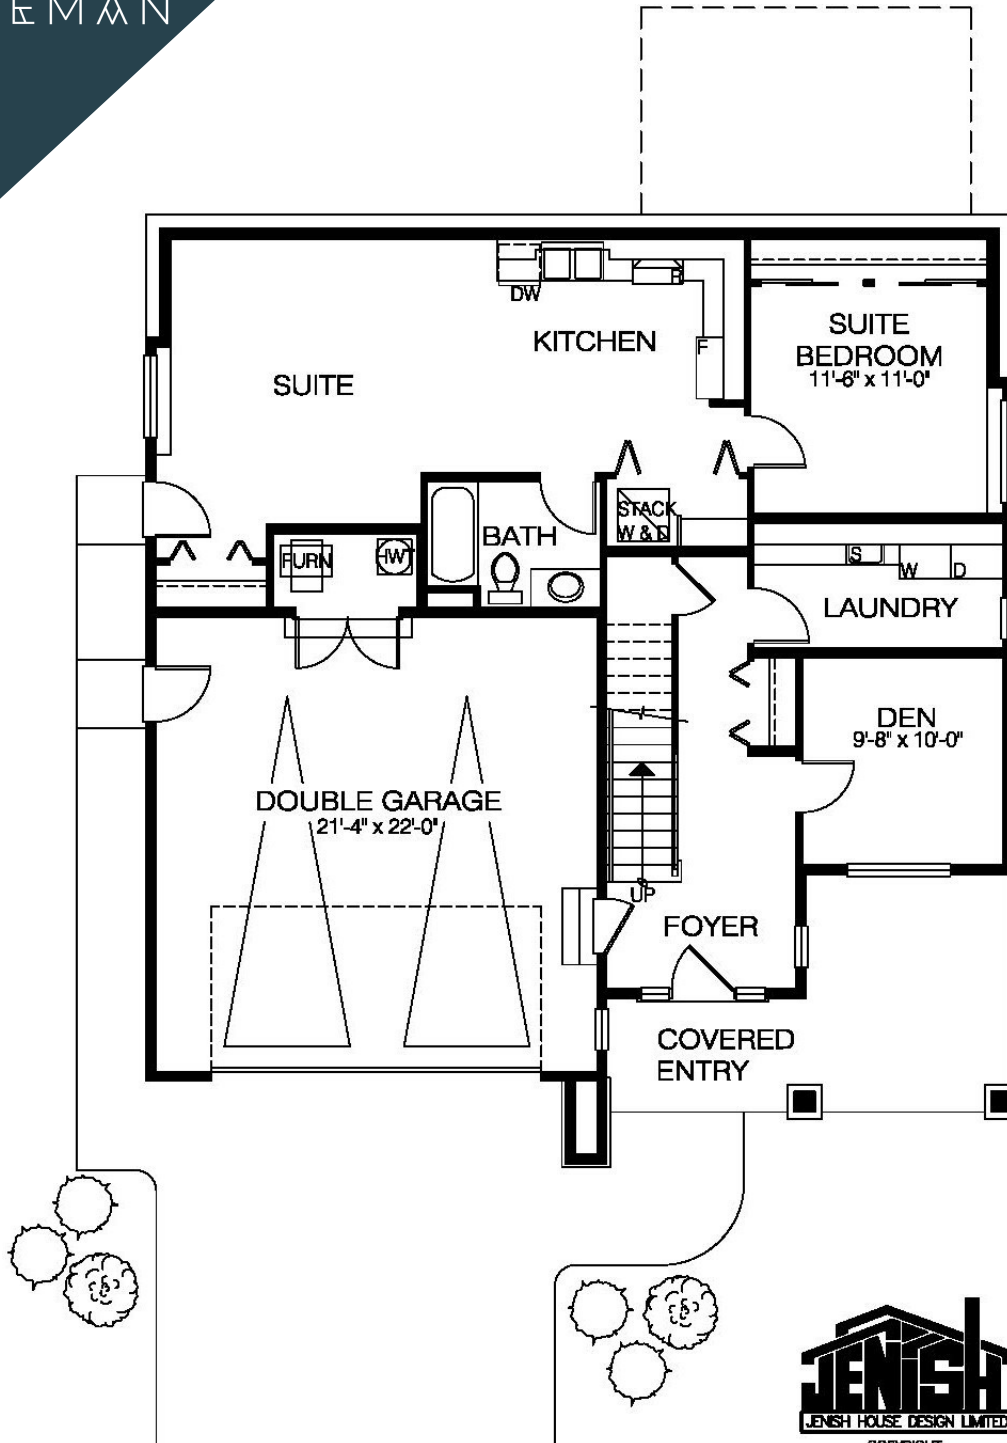 EMAN
DW
R
KITCHEN
F
SUITE
SUITE
BEDROOM
11'-6" x 11'-0"
STACK
W & D
BATH
FURN
HWT
S
W
D
LAUNDRY
DEN
9'-8" x 10'-0"
DOUBLE GARAGE
21'-4" x 22'-0"
UP
FOYER
COVERED
ENTRY
JENISH
JENISH HOUSE DESIGN LIMITED